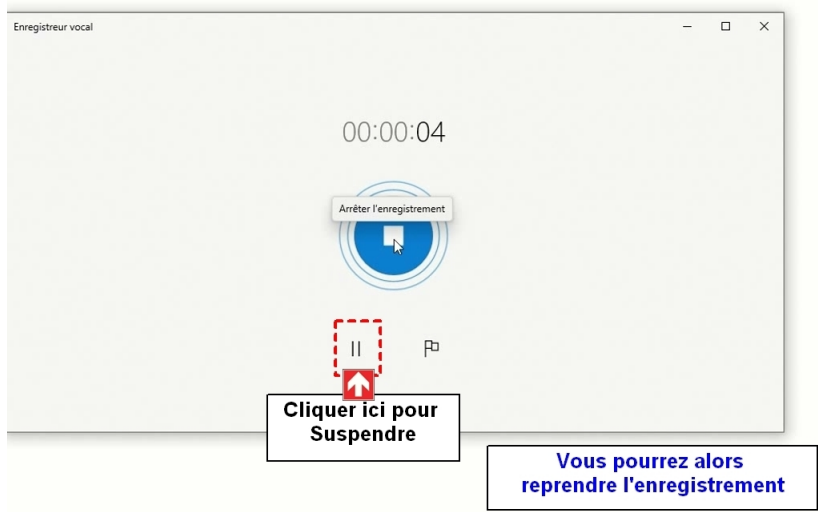 Enregistreur vocal
00:00:04
Arrêter l'enregistrement
Cliquer ici pour
Suspendre
Vous pourrez alors
reprendre l'enregistrement